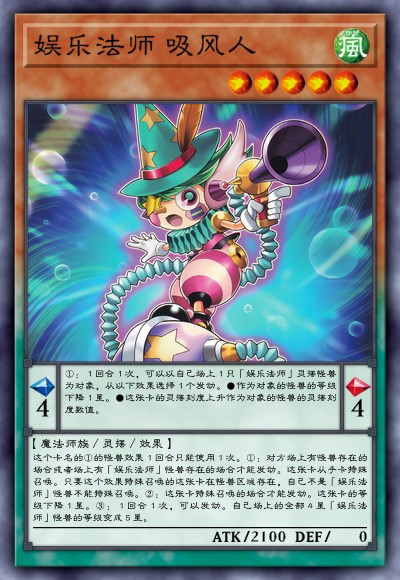 娱乐法师 吸风人
風
①：1回合1次，可以以自己场上1只「娱乐法师」灵摆怪兽
为对象，从以下效果选择1个发动。●作为对象的怪兽的等级
下降1星。●这张卡的灵摆刻度上升作为对象的怪兽的灵摆刻
度数值。
4
4
【魔法师族／灵摆／效果】
这个卡名的①的怪兽效果1回合只能使用1次。①：对方场上有怪兽存在的
场合或者场上有「娱乐法师」怪兽存在的场合才能发动。这张卡从手卡特殊
召唤。只要这个效果特殊召唤的这张卡在怪兽区域存在，自己不是「娱乐法
师」怪兽不能特殊召唤。②：这张卡特殊召唤的场合才能发动。这张卡的等
级下降1星。③：1回合1次，可以发动。自己场上的全部4星「娱乐法
师」怪兽的等级变成5星。
ATK/2100 DEF/ 0